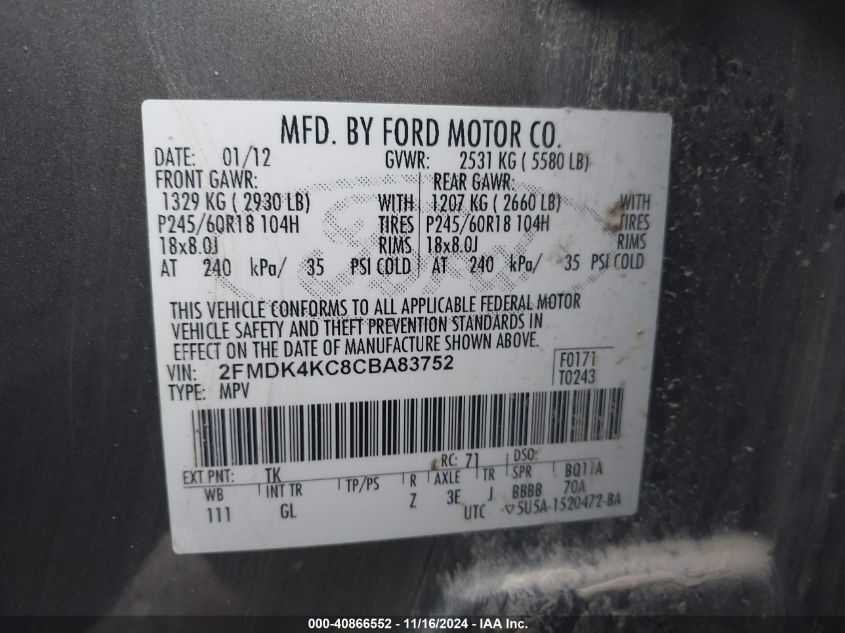 MFD. BY FORD MOTOR CO.
DATE: 01/12 GVWR: 2531 KG ( 5580 LB)
FRONT GAWR: REAR GAWR:
1329 KG ( 2930 LB) WITH 1207 KG ( 2660 LB) WITH
P245/60R18 104H TIRES P245/60R18 104H TIRES
18x8.0J RIMS 18x8.0J RIMS
AT 240 kPa/ 35 PSI COLD AT 240 kPa/ 35 PSI COLD
Ford
THIS VEHICLE CONFORMS TO ALL APPLICABLE FEDERAL MOTOR
VEHICLE SAFETY AND THEFT PREVENTION STANDARDS IN
EFFECT ON THE DATE OF MANUFACTURE SHOWN ABOVE.
VIN: 2FMDK4KC8CBA83752 F0171
TYPE: MPV T0243
EXT PNT: TK RC: 71 DSO:
WB INT TR TP/PS R AXLE TR SPR BQ11A
111 GL Z 3E J BBBB 70A
UTC ▽5U5A-1520472-BA
000-40866552 - 11/16/2024 - IAA Inc.